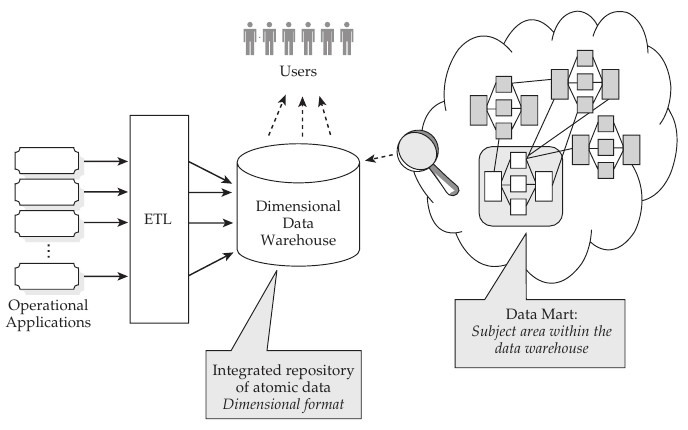 Users
ETL
Dimensional
Data
Warehouse
Operational
Applications
Data Mart:
Subject area within the
data warehouse
Integrated repository
of atomic data
Dimensional format